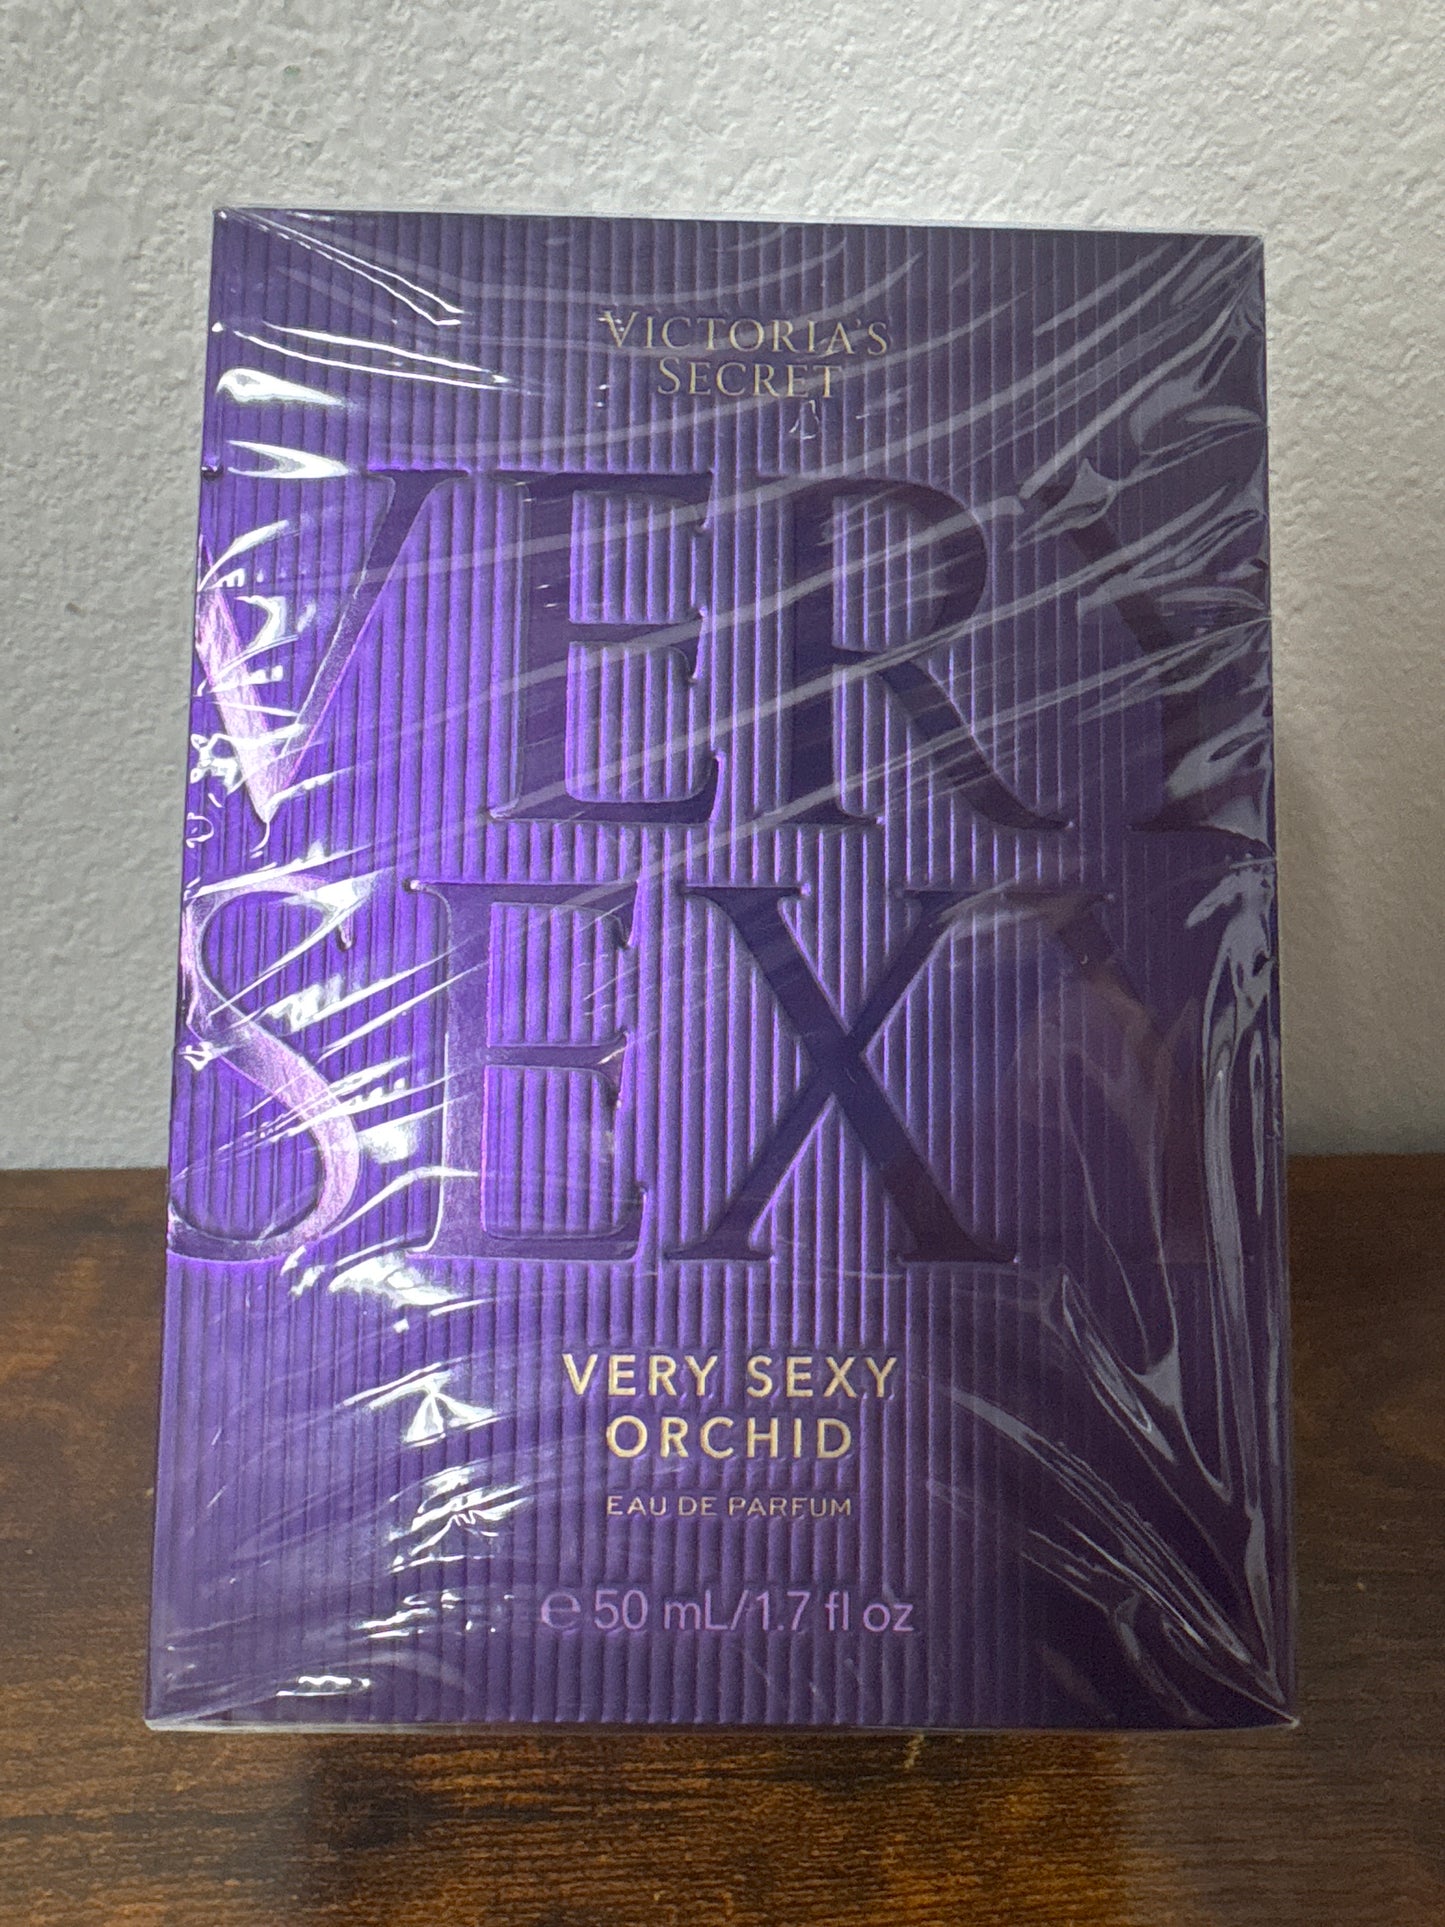 VICTORIA'S
SECRET
VERY
SEXY
VERY SEXY
ORCHID
EAU DE PARFUM
℮ 50 mL/1.7 fl oz